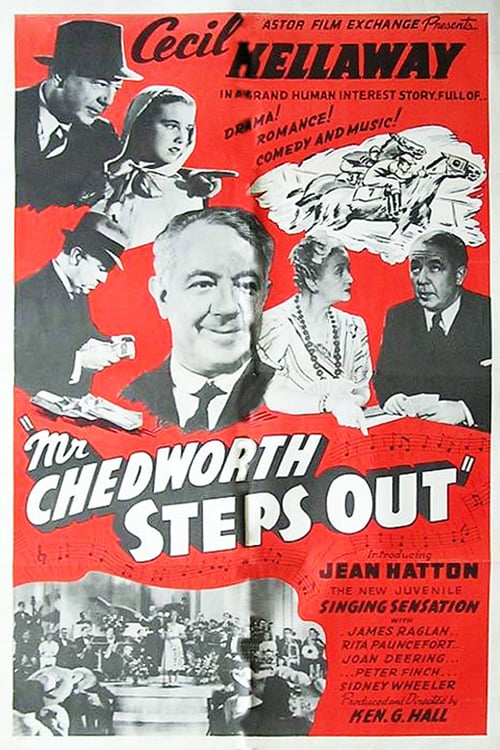 ASTOR FILM EXCHANGE Presents
Cecil
KELLAWAY
IN A GRAND HUMAN INTEREST STORY, FULL OF..
DRAMA!
ROMANCE!
COMEDY AND MUSIC!
"Mr
CHEDWORTH
STEPS OUT"
Introducing
JEAN HATTON
THE NEW JUVENILE
SINGING SENSATION
WITH
JAMES RAGLAN..
RITA PAUNCEFORT..
JOAN DEERING...
...PETER FINCH...
SIDNEY WHEELER
Produced and Directed by
KEN. G. HALL